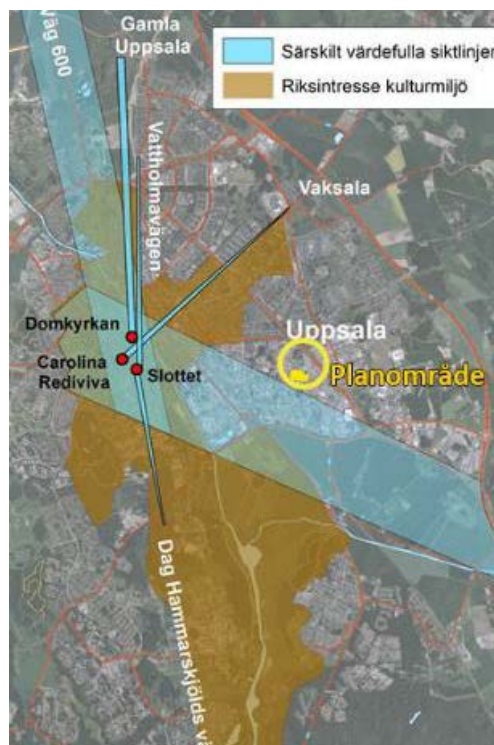 Väg 600
Gamla
Uppsala
Särskilt värdefulla siktlinjer
Riksintresse kulturmiljö
Vattholmavägen
Vaksala
Domkyrkan
Uppsala
Carolina
Rediviva
Slottet
Planområde
Dag Hammarskjölds vä